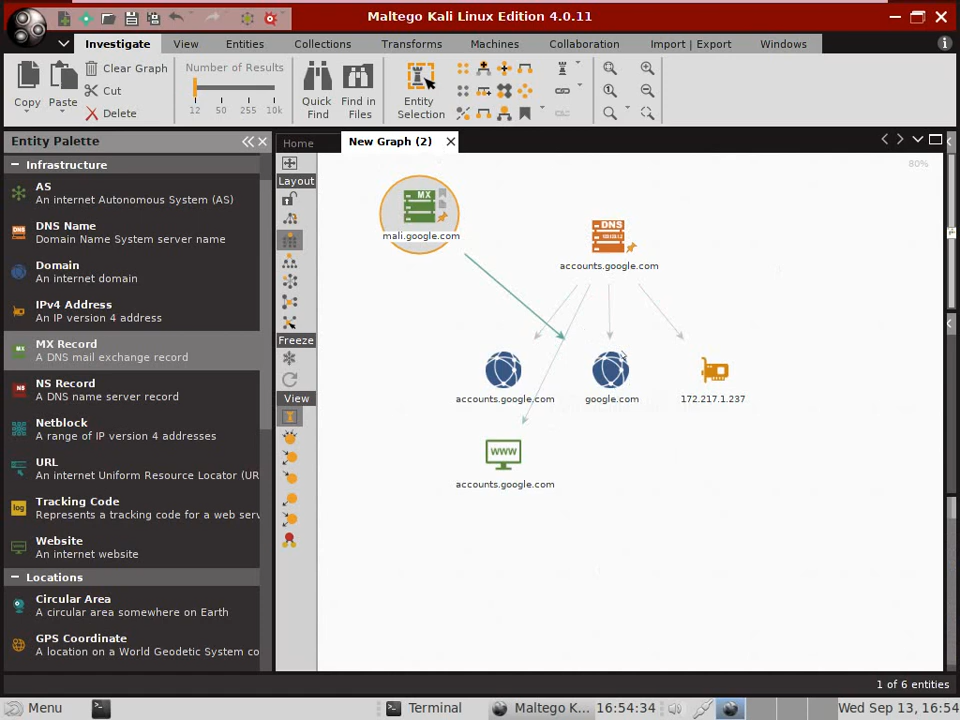 Maltego Kali Linux Edition 4.0.11
Investigate View Entities Collections Transforms Machines Collaboration Import | Export Windows
Copy
Paste
Clear Graph
Cut
Delete
Number of Results
12 50 255 10k
Quick Find
Find in Files
Entity Selection
Entity Palette
Home
New Graph (2)
80%
Infrastructure
AS
An internet Autonomous System (AS)
DNS Name
Domain Name System server name
Domain
An internet domain
IPv4 Address
An IP version 4 address
MX Record
A DNS mail exchange record
NS Record
A DNS name server record
Netblock
A range of IP version 4 addresses
URL
An internet Uniform Resource Locator (UR
Tracking Code
Represents a tracking code for a web serv
Website
An internet website
Locations
Circular Area
A circular area somewhere on Earth
GPS Coordinate
A location on a World Geodetic System co
Layout
Freeze
View
MX
mali.google.com
DNS
accounts.google.com
accounts.google.com
google.com
172.217.1.237
WWW
accounts.google.com
1 of 6 entities
Menu
Terminal
Maltego K...
16:54:34
Wed Sep 13, 16:54